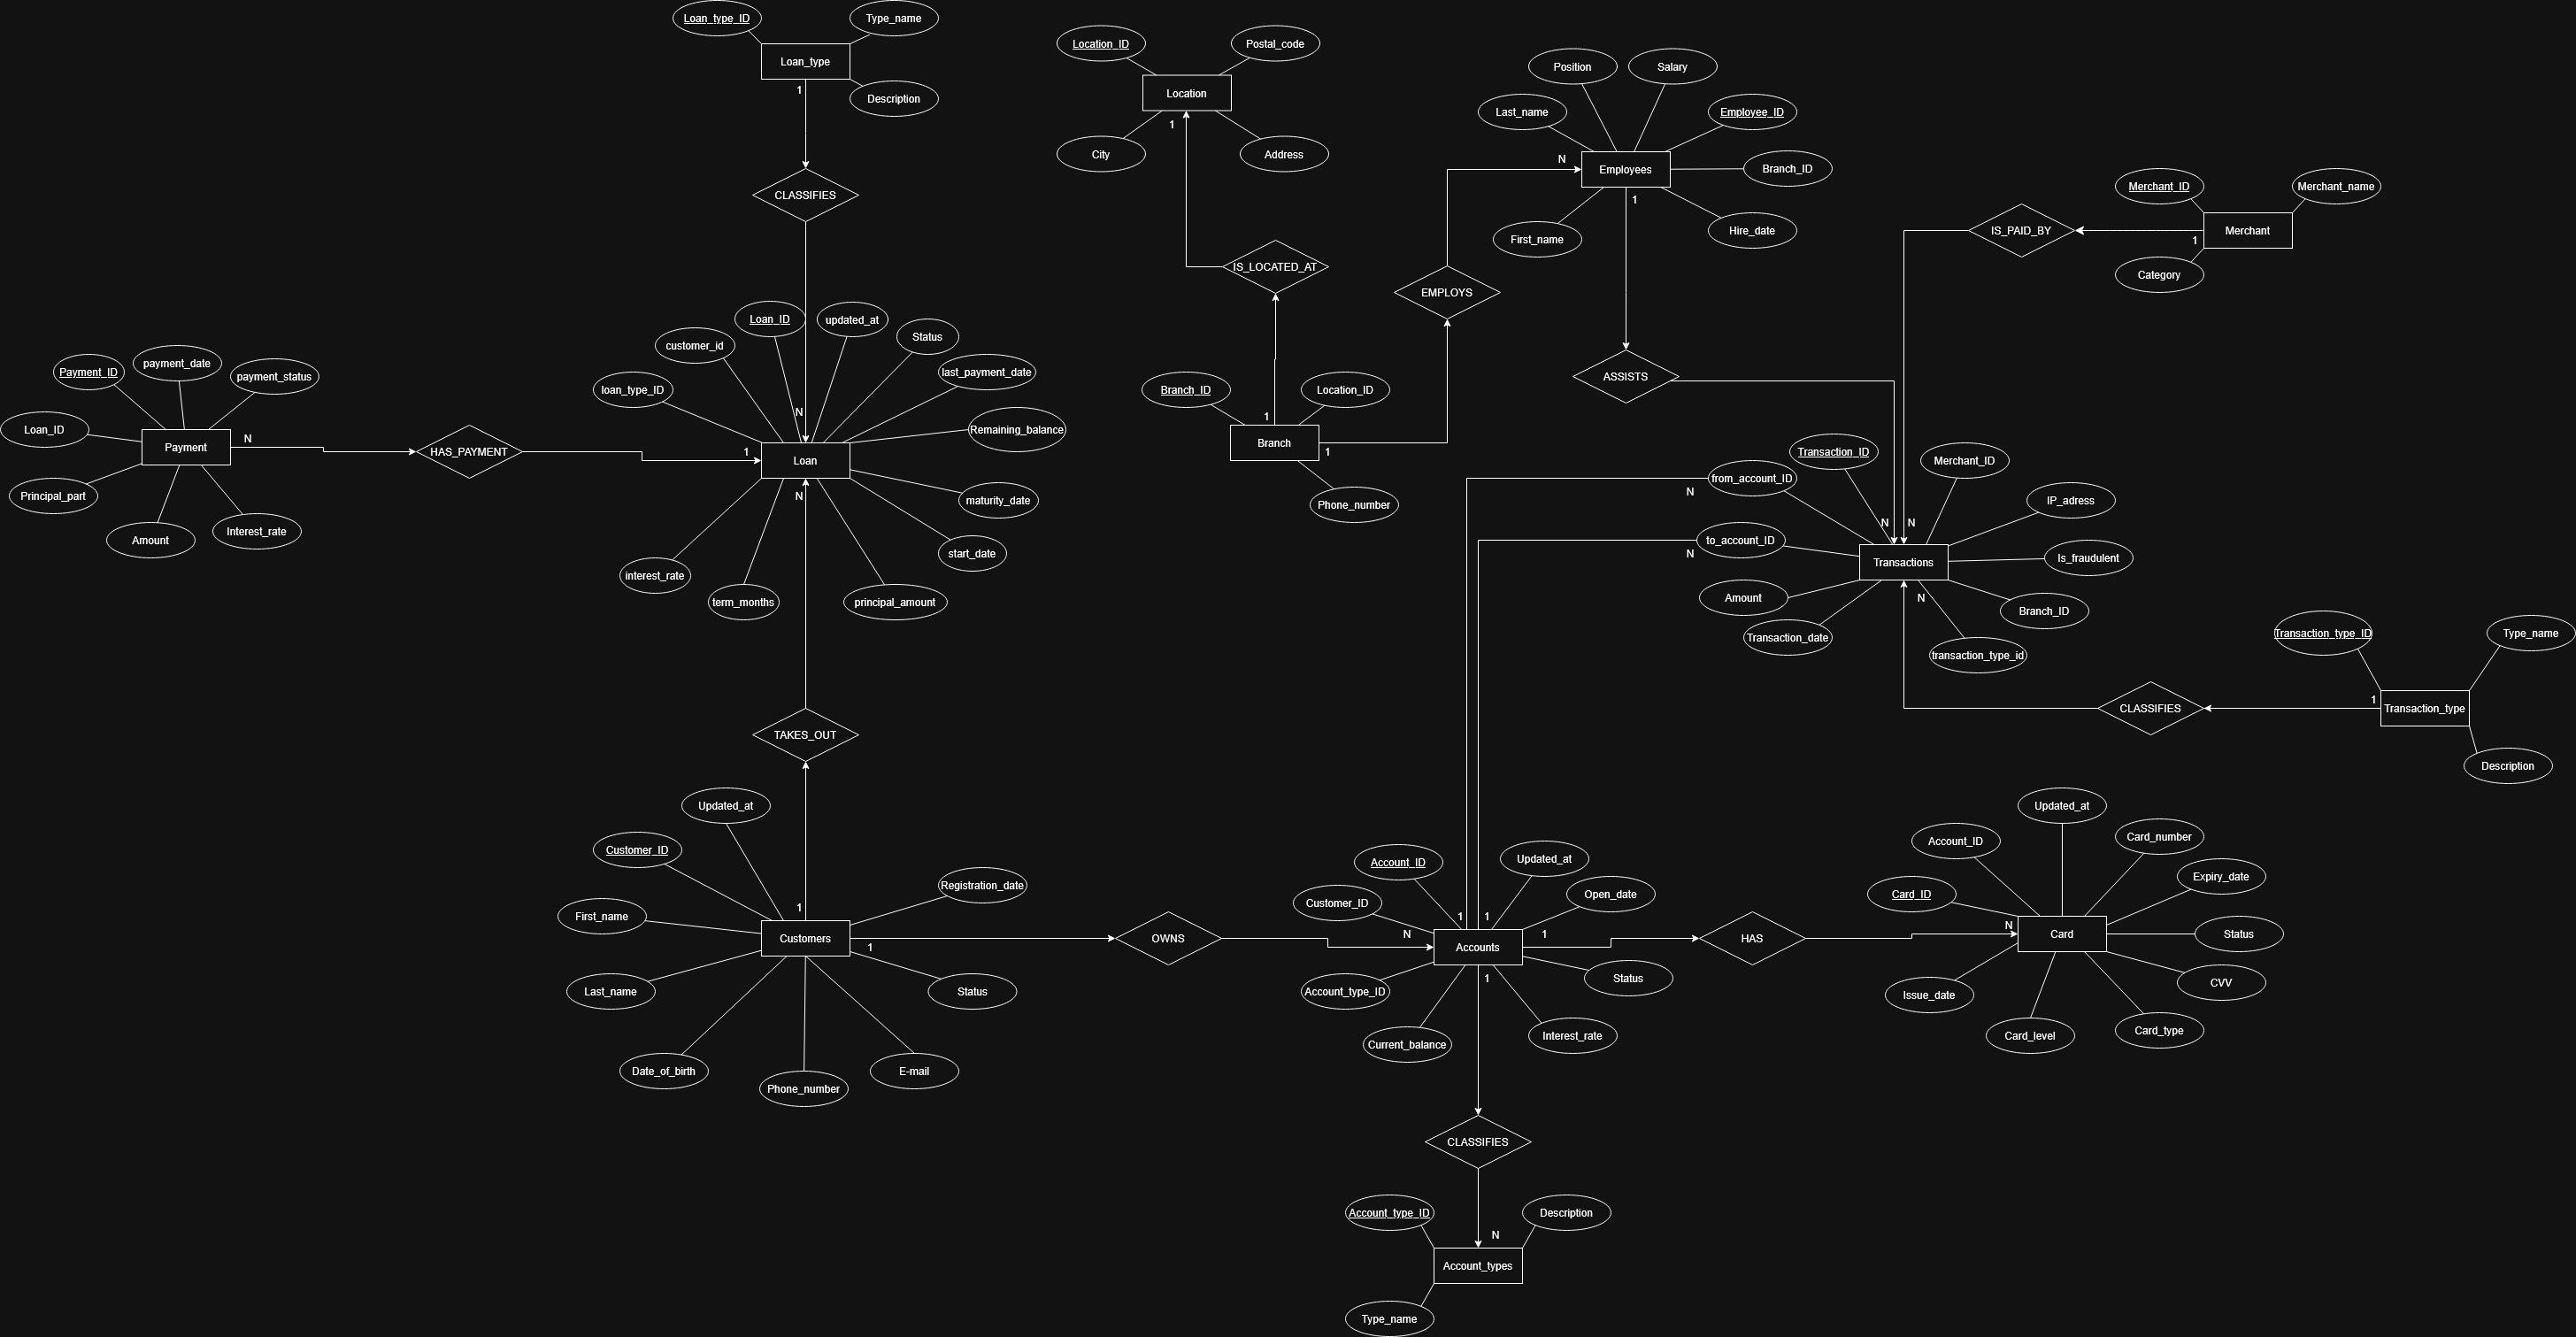 Loan_type_ID
Type_name
Loan_type
Description
1
CLASSIFIES
Location_ID
Postal_code
Location
1
City
Address
IS_LOCATED_AT
Position
Salary
Last_name
Employee_ID
N
Employees
Branch_ID
1
First_name
Hire_date
EMPLOYS
ASSISTS
Merchant_ID
Merchant_name
IS_PAID_BY
Merchant
1
Category
Payment_ID
payment_date
payment_status
Loan_ID
N
Payment
Principal_part
Amount
Interest_rate
HAS_PAYMENT
Loan_ID
updated_at
customer_id
Status
loan_type_ID
last_payment_date
N
Remaining_balance
1
Loan
N
maturity_date
start_date
interest_rate
term_months
principal_amount
Branch_ID
Location_ID
1
Branch
1
Phone_number
Transaction_ID
Merchant_ID
from_account_ID
N
IP_adress
N
N
to_account_ID
N
Transactions
Is_fraudulent
Amount
N
Branch_ID
Transaction_date
transaction_type_id
Transaction_type_ID
Type_name
1
CLASSIFIES
Transaction_type
Description
TAKES_OUT
Updated_at
Customer_ID
Registration_date
First_name
1
Customers
1
Last_name
Status
Date_of_birth
Phone_number
E-mail
OWNS
Account_ID
Updated_at
Customer_ID
Open_date
1
1
N
1
Accounts
1
Account_type_ID
Status
Current_balance
Interest_rate
HAS
Updated_at
Account_ID
Card_number
Card_ID
Expiry_date
N
Card
Status
Issue_date
CVV
Card_level
Card_type
CLASSIFIES
Account_type_ID
Description
N
Account_types
Type_name